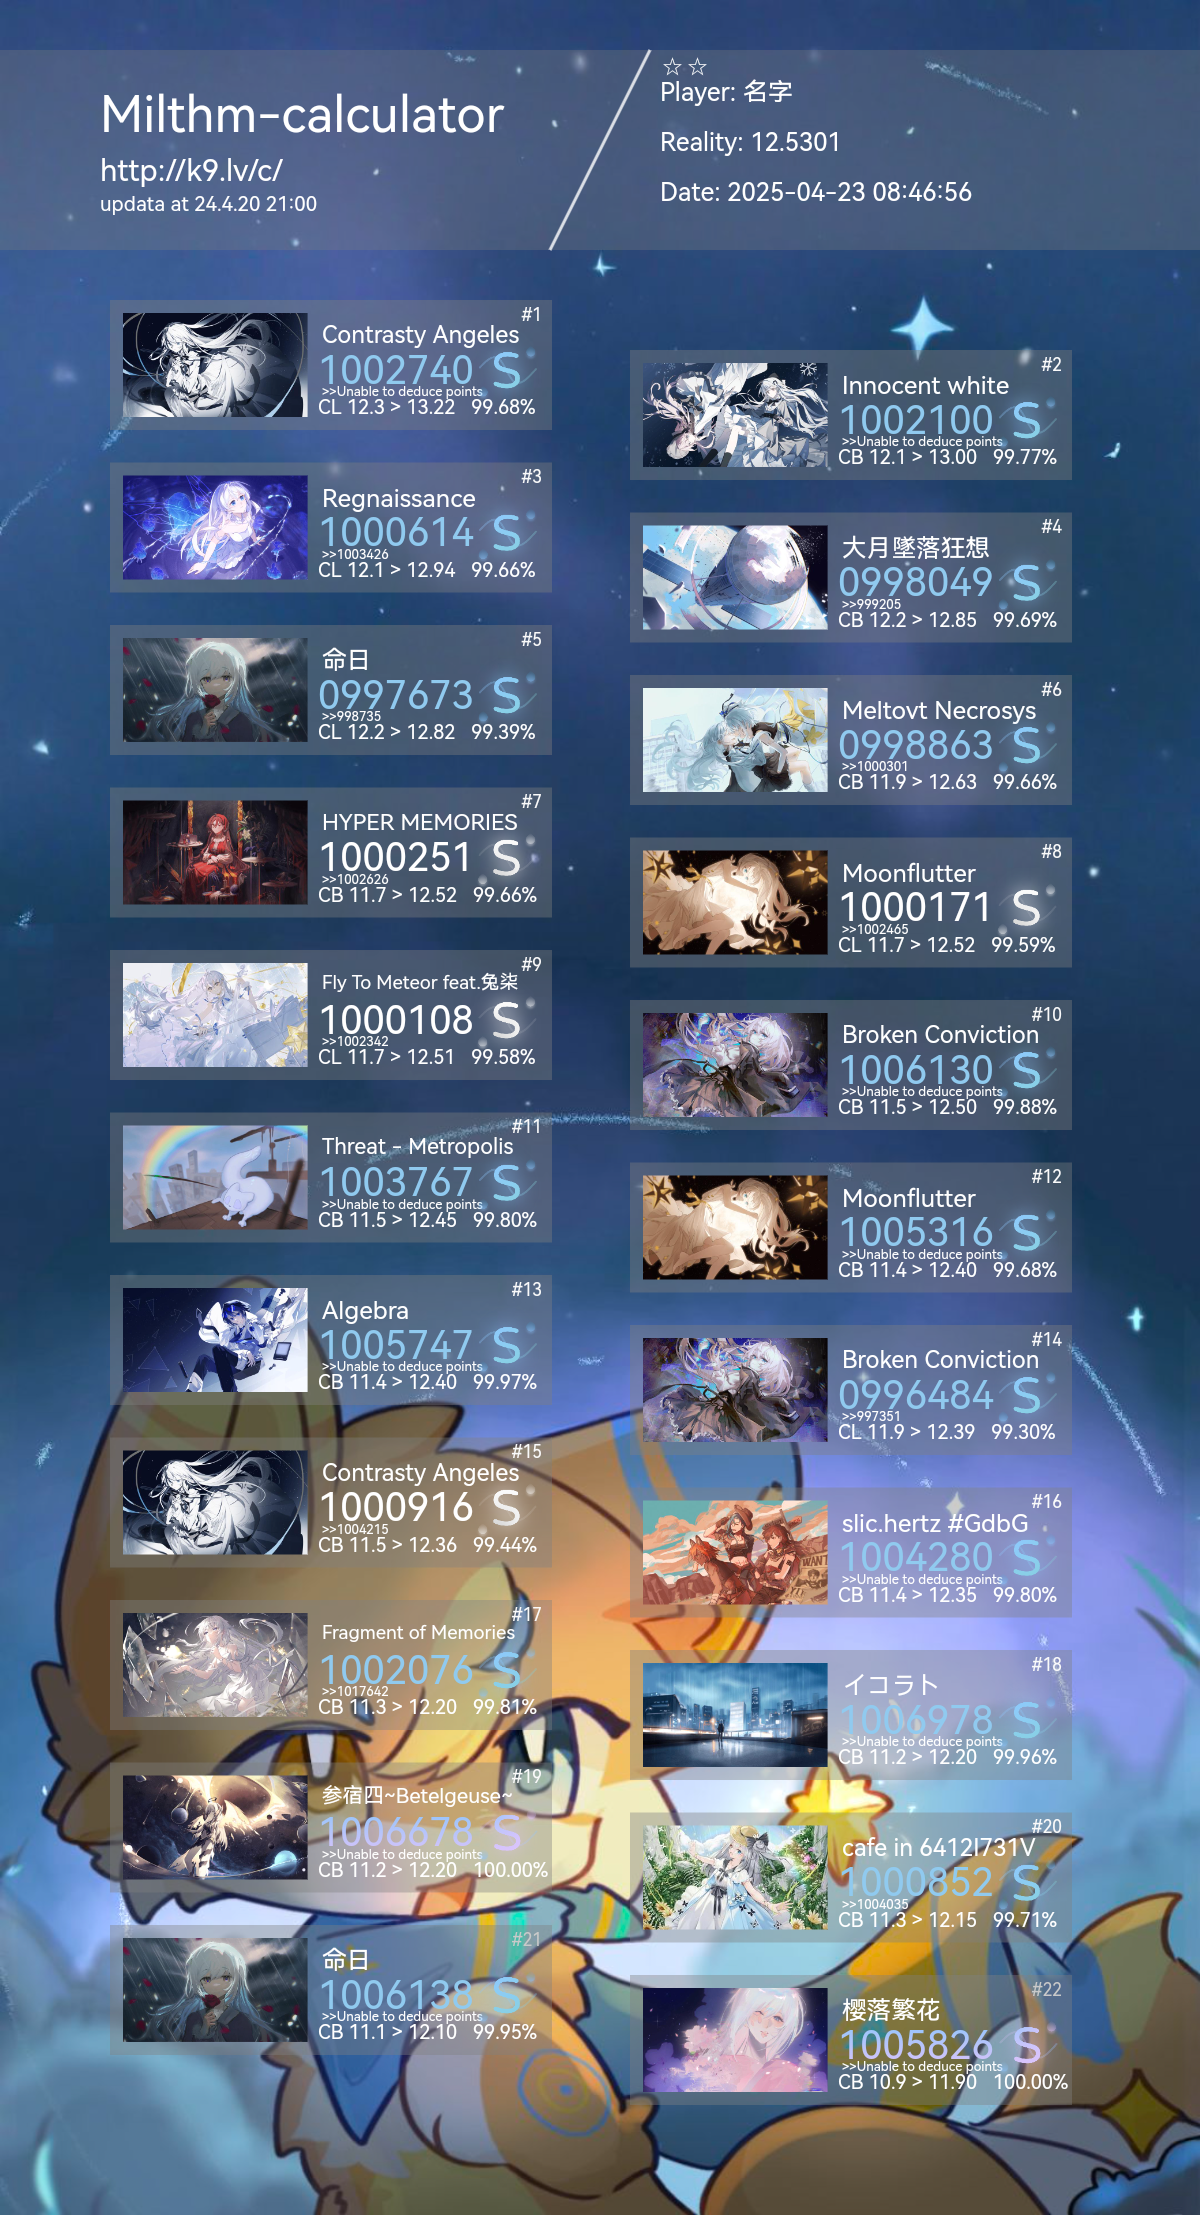 Milthm-calculator
http://k9.lv/c/
updata at 24.4.20 21:00
☆☆
Player: 名字
Reality: 12.5301
Date: 2025-04-23 08:46:56
#1
Contrasty Angeles
1002740 S
>>Unable to deduce points
CL 12.3 > 13.22 99.68%
#2
Innocent white
1002100 S
>>Unable to deduce points
CB 12.1 > 13.00 99.77%
#3
Regnaissance
1000614 S
>>1003426
CL 12.1 > 12.94 99.66%
#4
大月墜落狂想
0998049 S
>>999205
CB 12.2 > 12.85 99.69%
#5
命日
0997673 S
>>998735
CL 12.2 > 12.82 99.39%
#6
Meltovt Necrosys
0998863 S
>>1000301
CB 11.9 > 12.63 99.66%
#7
HYPER MEMORIES
1000251 S
>>1002626
CB 11.7 > 12.52 99.66%
#8
Moonflutter
1000171 S
>>1002465
CL 11.7 > 12.52 99.59%
#9
Fly To Meteor feat.兔柒
1000108 S
>>1002342
CL 11.7 > 12.51 99.58%
#10
Broken Conviction
1006130 S
>>Unable to deduce points
CB 11.5 > 12.50 99.88%
#11
Threat - Metropolis
1003767 S
>>Unable to deduce points
CB 11.5 > 12.45 99.80%
#12
Moonflutter
1005316 S
>>Unable to deduce points
CB 11.4 > 12.40 99.68%
#13
Algebra
1005747 S
>>Unable to deduce points
CB 11.4 > 12.40 99.97%
#14
Broken Conviction
0996484 S
>>997351
CL 11.9 > 12.39 99.30%
#15
Contrasty Angeles
1000916 S
>>1004215
CB 11.5 > 12.36 99.44%
#16
slic.hertz #GdbG
1004280 S
>>Unable to deduce points
CB 11.4 > 12.35 99.80%
WANT
#17
Fragment of Memories
1002076 S
>>1017642
CB 11.3 > 12.20 99.81%
#18
イコラト
1006978 S
>>Unable to deduce points
CB 11.2 > 12.20 99.96%
#19
参宿四~Betelgeuse~
1006678 S
>>Unable to deduce points
CB 11.2 > 12.20 100.00%
#20
cafe in 6412I731V
1000852 S
>>1004035
CB 11.3 > 12.15 99.71%
#21
命日
1006138 S
>>Unable to deduce points
CB 11.1 > 12.10 99.95%
#22
樱落繁花
1005826 S
>>Unable to deduce points
CB 10.9 > 11.90 100.00%